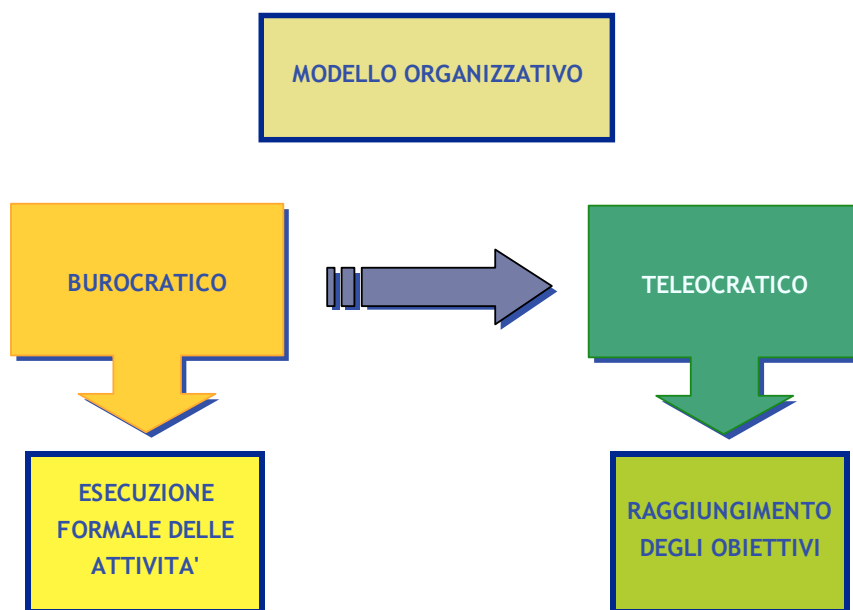 MODELLO ORGANIZZATIVO
BUROCRATICO
TELEOCRATICO
ESECUZIONE
FORMALE DELLE
ATTIVITA'
RAGGIUNGIMENTO
DEGLI OBIETTIVI